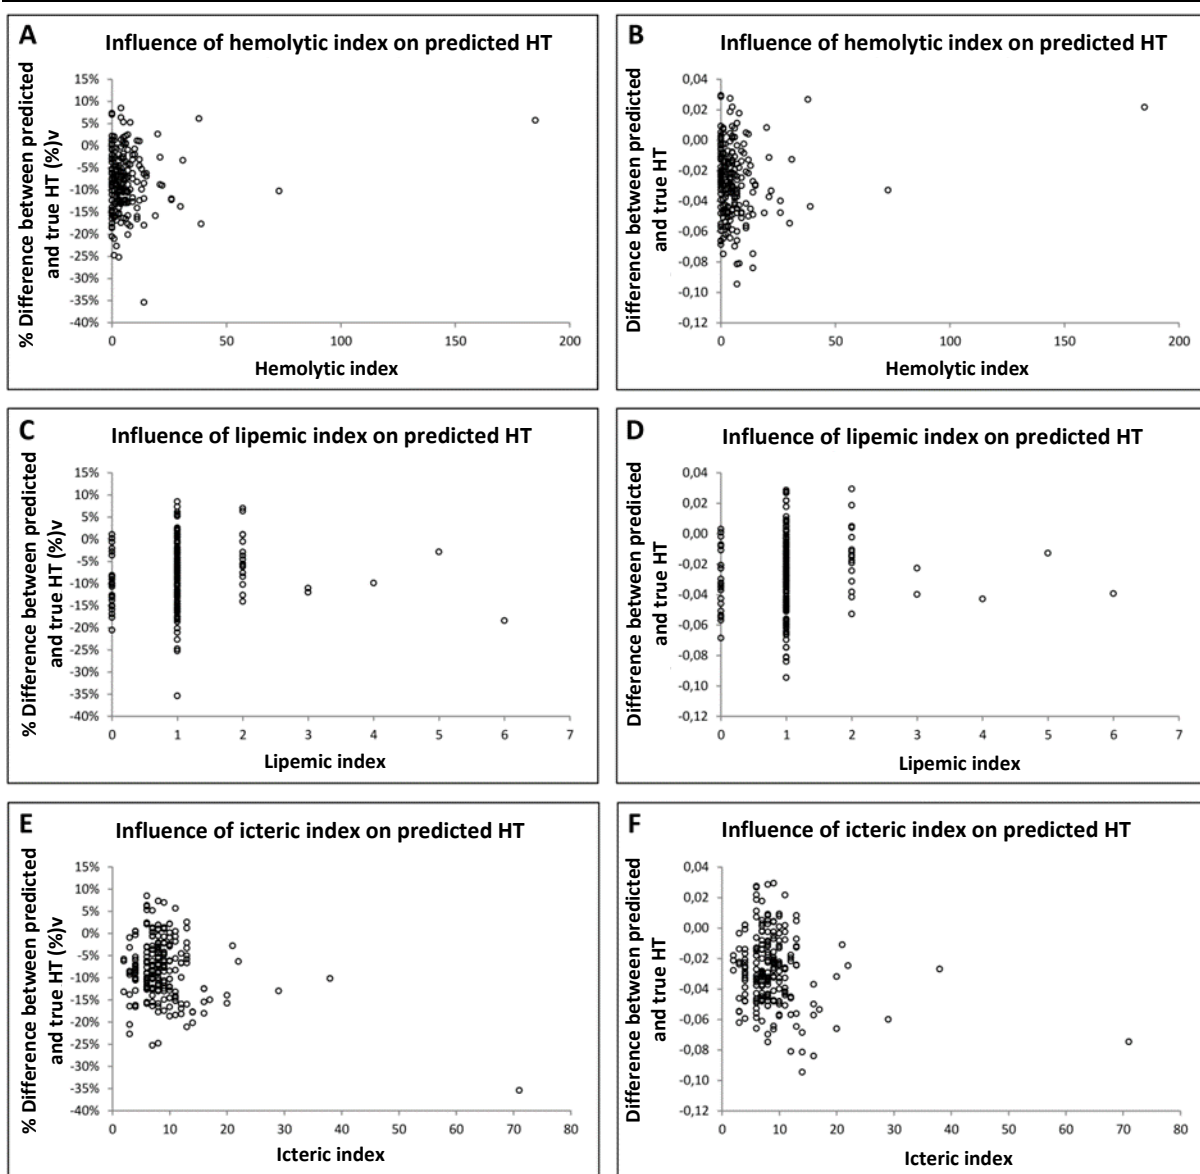 A
Influence of hemolytic index on predicted HT
% Difference between predicted
and true HT (%)v
15%
10%
5%
0%
-5%
-10%
-15%
-20%
-25%
-30%
-35%
-40%
0 50 100 150 200
Hemolytic index
B
Influence of hemolytic index on predicted HT
Difference between predicted
and true HT
0,04
0,02
0,00
-0,02
-0,04
-0,06
-0,08
-0,10
-0,12
0 50 100 150 200
Hemolytic index
C
Influence of lipemic index on predicted HT
% Difference between predicted
and true HT (%)v
15%
10%
5%
0%
-5%
-10%
-15%
-20%
-25%
-30%
-35%
-40%
0 1 2 3 4 5 6 7
Lipemic index
D
Influence of lipemic index on predicted HT
Difference between predicted
and true HT
0,04
0,02
0,00
-0,02
-0,04
-0,06
-0,08
-0,10
-0,12
0 1 2 3 4 5 6 7
Lipemic index
E
Influence of icteric index on predicted HT
% Difference between predicted
and true HT (%)v
15%
10%
5%
0%
-5%
-10%
-15%
-20%
-25%
-30%
-35%
-40%
0 10 20 30 40 50 60 70 80
Icteric index
F
Influence of icteric index on predicted HT
Difference between predicted
and true HT
0,04
0,02
0,00
-0,02
-0,04
-0,06
-0,08
-0,10
-0,12
0 10 20 30 40 50 60 70 80
Icteric index